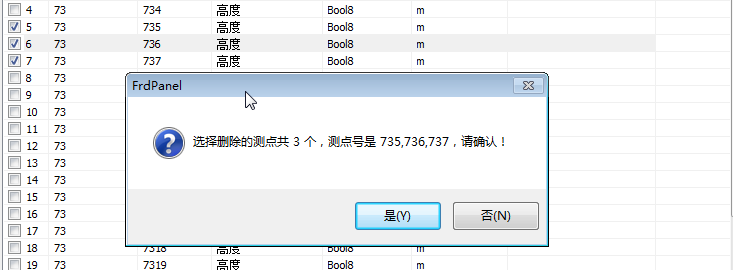 4 73 734 高度 Bool8 m
5 73 735 高度 Bool8 m
6 73 736 高度 Bool8 m
7 73 737 高度 Bool8 m
8 73
FrdPanel
9 73
10 73
11 73
12 73
选择删除的测点共 3 个，测点号是 735,736,737，请确认！
13 73
14 73
15 73
16 73
是(Y) 否(N)
17 73
18 73 7318 高度 Bool8 m
19 73 7319 高度 Bool8 m